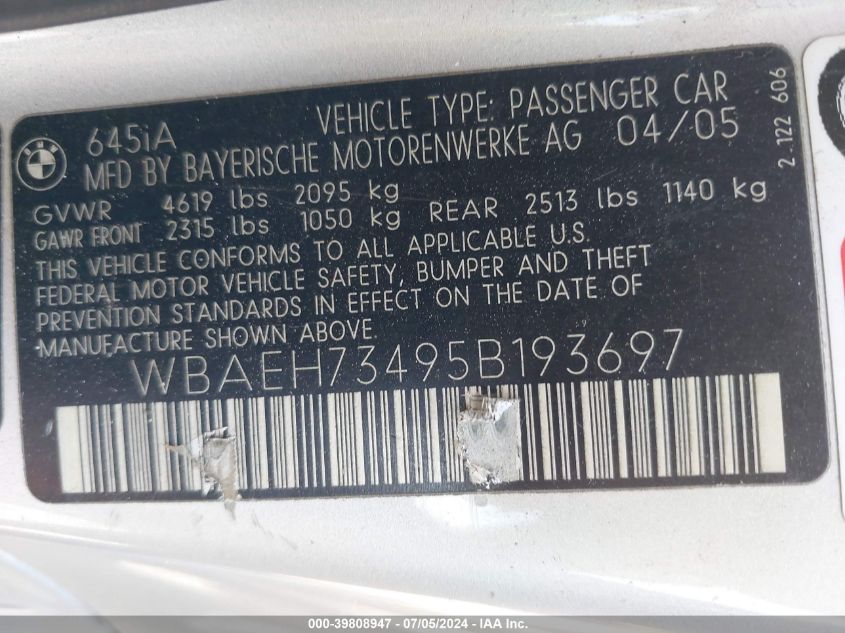 645iA VEHICLE TYPE: PASSENGER CAR
MFD BY BAYERISCHE MOTORENWERKE AG 04/05
GVWR 4619 lbs 2095 kg
GAWR FRONT 2315 lbs 1050 kg REAR 2513 lbs 1140 kg
THIS VEHICLE CONFORMS TO ALL APPLICABLE U.S.
FEDERAL MOTOR VEHICLE SAFETY, BUMPER AND THEFT
PREVENTION STANDARDS IN EFFECT ON THE DATE OF
MANUFACTURE SHOWN ABOVE.
WBAEH73495B193697
2.122 606
BMW
000-39808947 - 07/05/2024 - COPYRIGHT IAA, Inc.